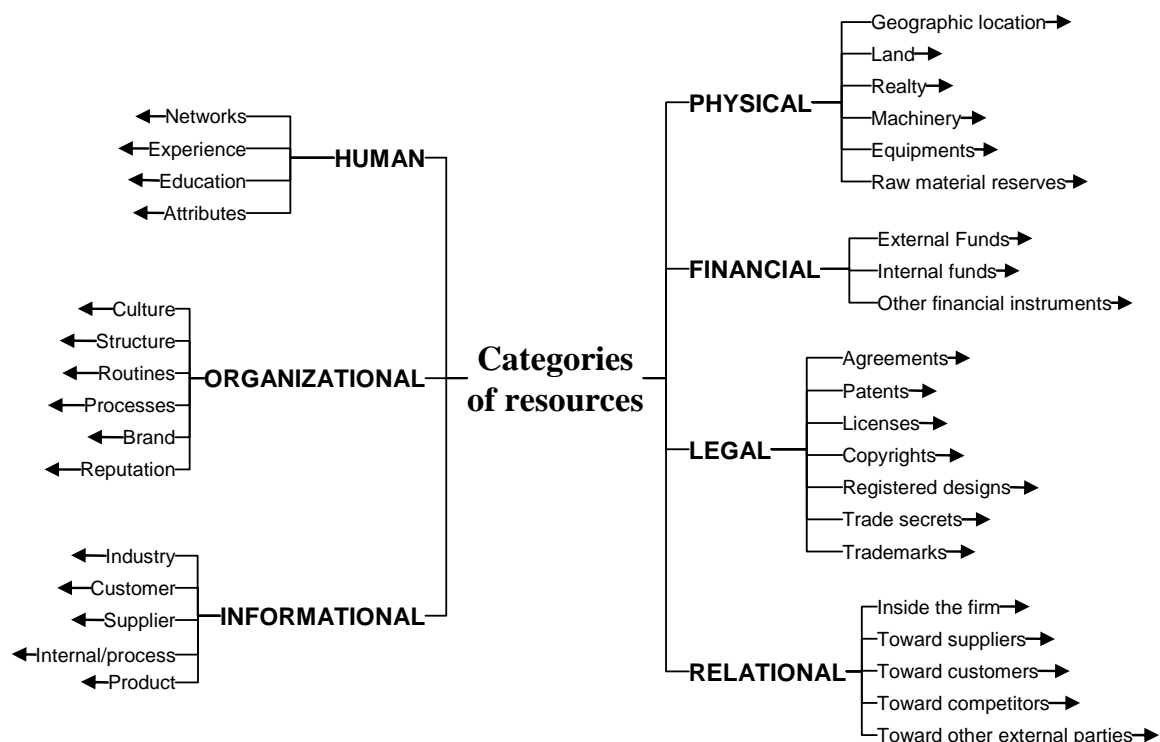 Categories
of resources
HUMAN
Networks
Experience
Education
Attributes
ORGANIZATIONAL
Culture
Structure
Routines
Processes
Brand
Reputation
INFORMATIONAL
Industry
Customer
Supplier
Internal/process
Product
PHYSICAL
Geographic location
Land
Realty
Machinery
Equipments
Raw material reserves
FINANCIAL
External Funds
Internal funds
Other financial instruments
LEGAL
Agreements
Patents
Licenses
Copyrights
Registered designs
Trade secrets
Trademarks
RELATIONAL
Inside the firm
Toward suppliers
Toward customers
Toward competitors
Toward other external parties